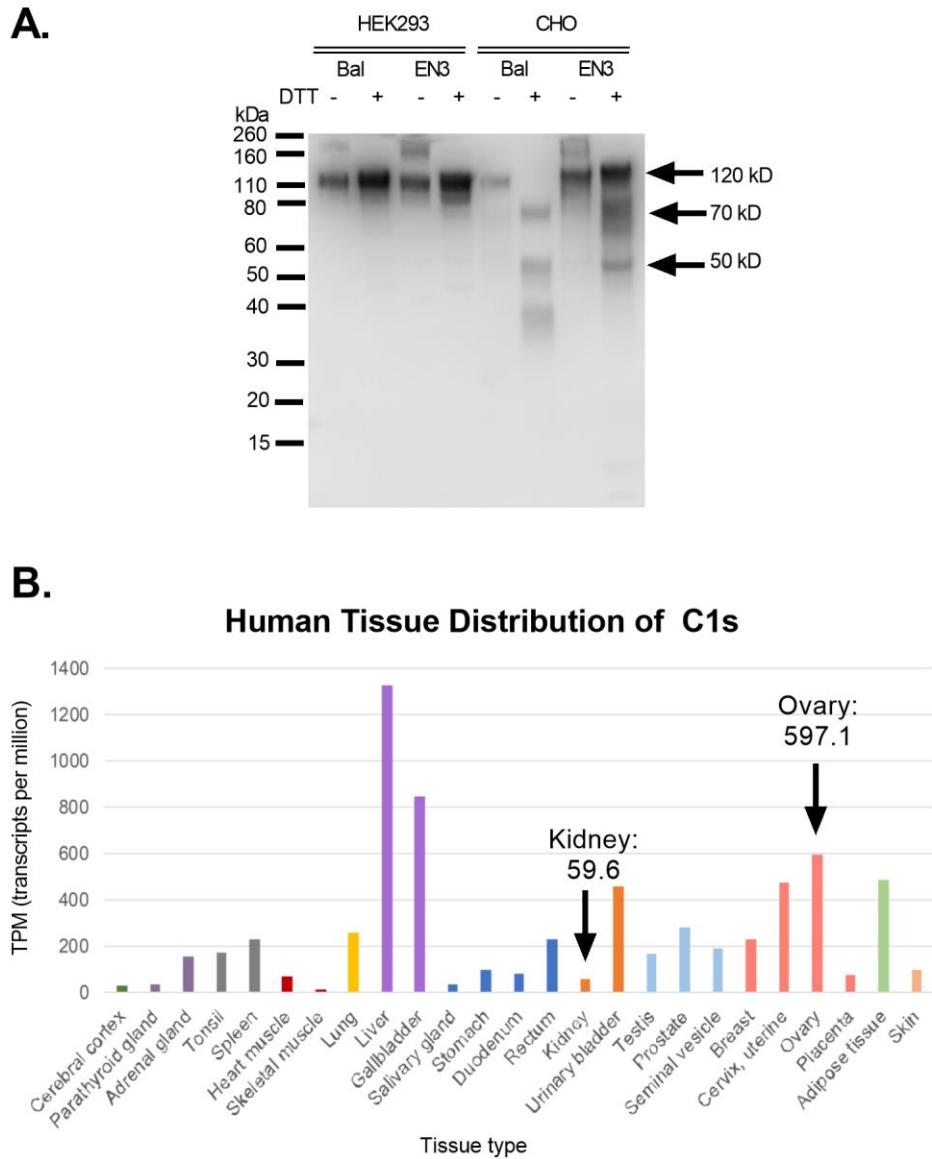 A.
HEK293 CHO
Bal EN3 Bal EN3
DTT - + - + - + - +
kDa
260
160
110
80
60
50
40
30
20
15
120 kD
70 kD
50 kD
B.
Human Tissue Distribution of C1s
TPM (transcripts per million)
1400
1200
1000
800
600
400
200
0
Kidney:
59.6
Ovary:
597.1
Cerebral cortex
Parathyroid gland
Adrenal gland
Tonsil
Spleen
Heart muscle
Skeletal muscle
Lung
Liver
Gallbladder
Salivary gland
Stomach
Duodenum
Rectum
Kidney
Urinary bladder
Testis
Prostate
Seminal vesicle
Breast
Cervix, uterine
Ovary
Placenta
Adipose tissue
Skin
Tissue type